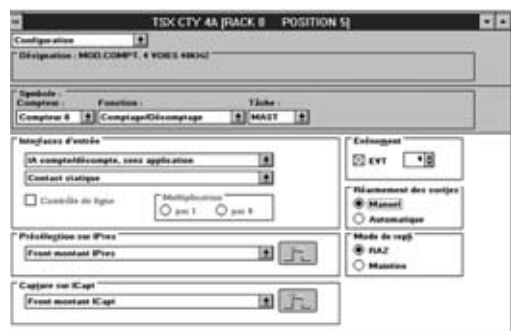 TSX CTY 4A [RACK 0 POSITION 5]
Configuration
Désignation : MOD.COMPT. 4 VOIES 40KHZ
Symbole :
Compteur : Fonction : Tâche :
Compteur 0 Comptage/Décomptage MAST
Interfaces d'entrée
IA compte/décompte, sens application
Contact statique
Contrôle de ligne
Multiplication
par 1 par 4
Evénement
EVT
Réarmement des sorties
Manuel
Automatique
Présélection sur IPres
Front montant IPres
Mode de repli
RAZ
Maintien
Capture sur ICapt
Front montant ICapt